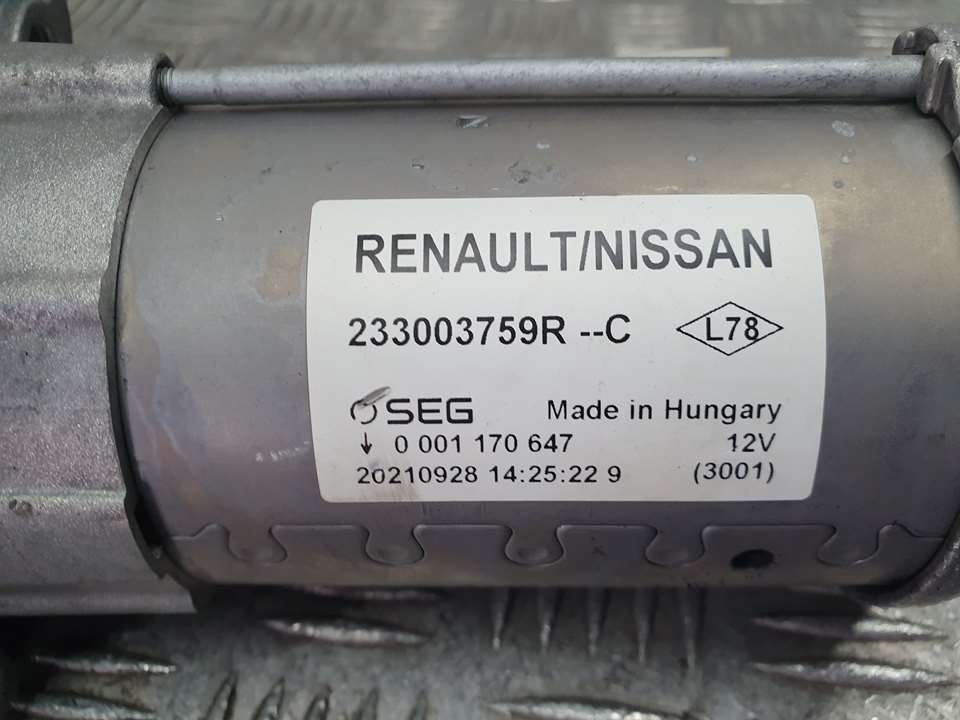 RENAULT/NISSAN
233003759R --C L78
SEG Made in Hungary
↓ 0 001 170 647 12V
20210928 14:25:22 9 (3001)